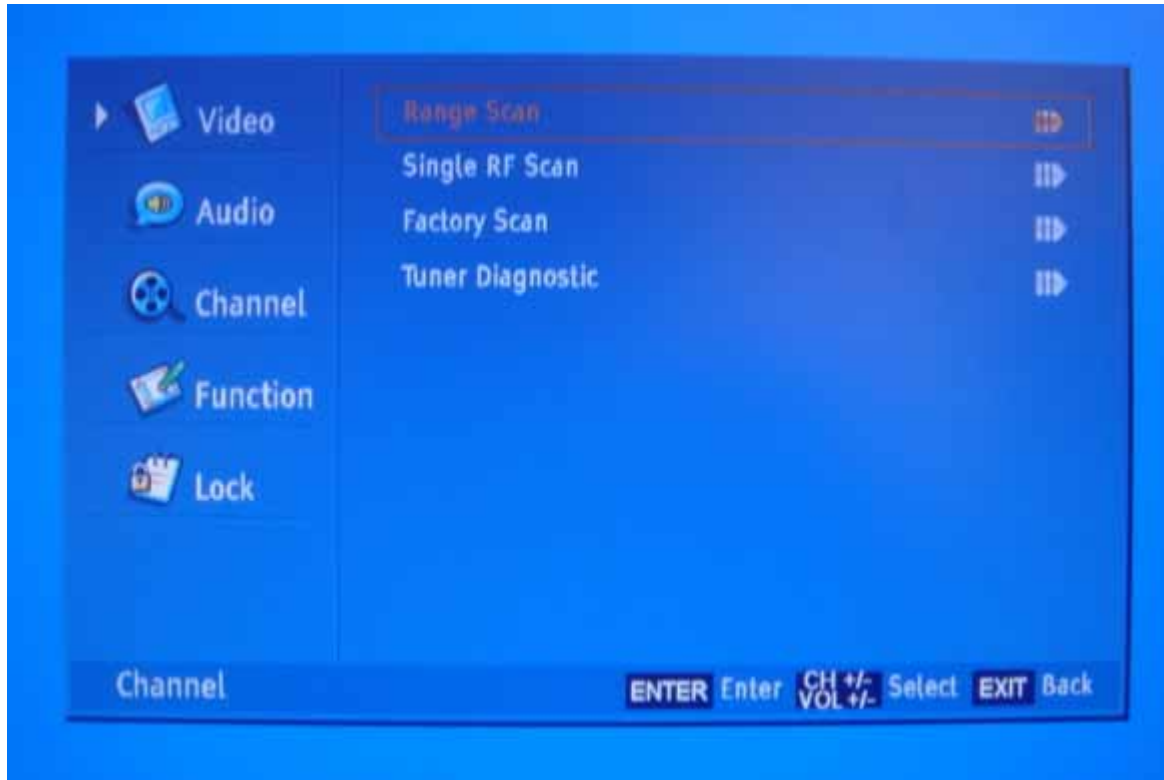 Video
Audio
Channel
Function
Lock
Range Scan
Single RF Scan
Factory Scan
Tuner Diagnostic
Channel
ENTER Enter CH +/- VOL +/- Select EXIT Back